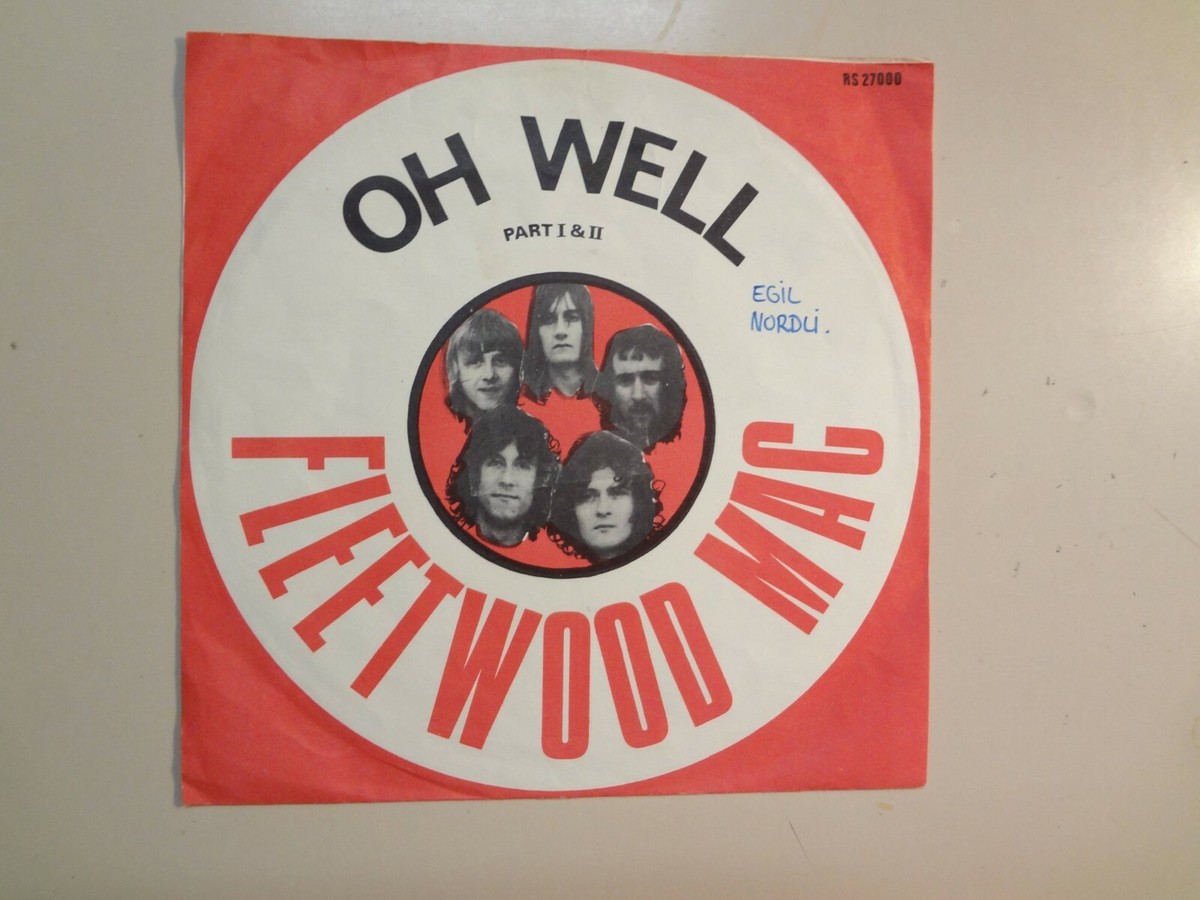 RS 27000
OH WELL
PART I & II
EGIL
NORDLI.
FLEETWOOD MAC